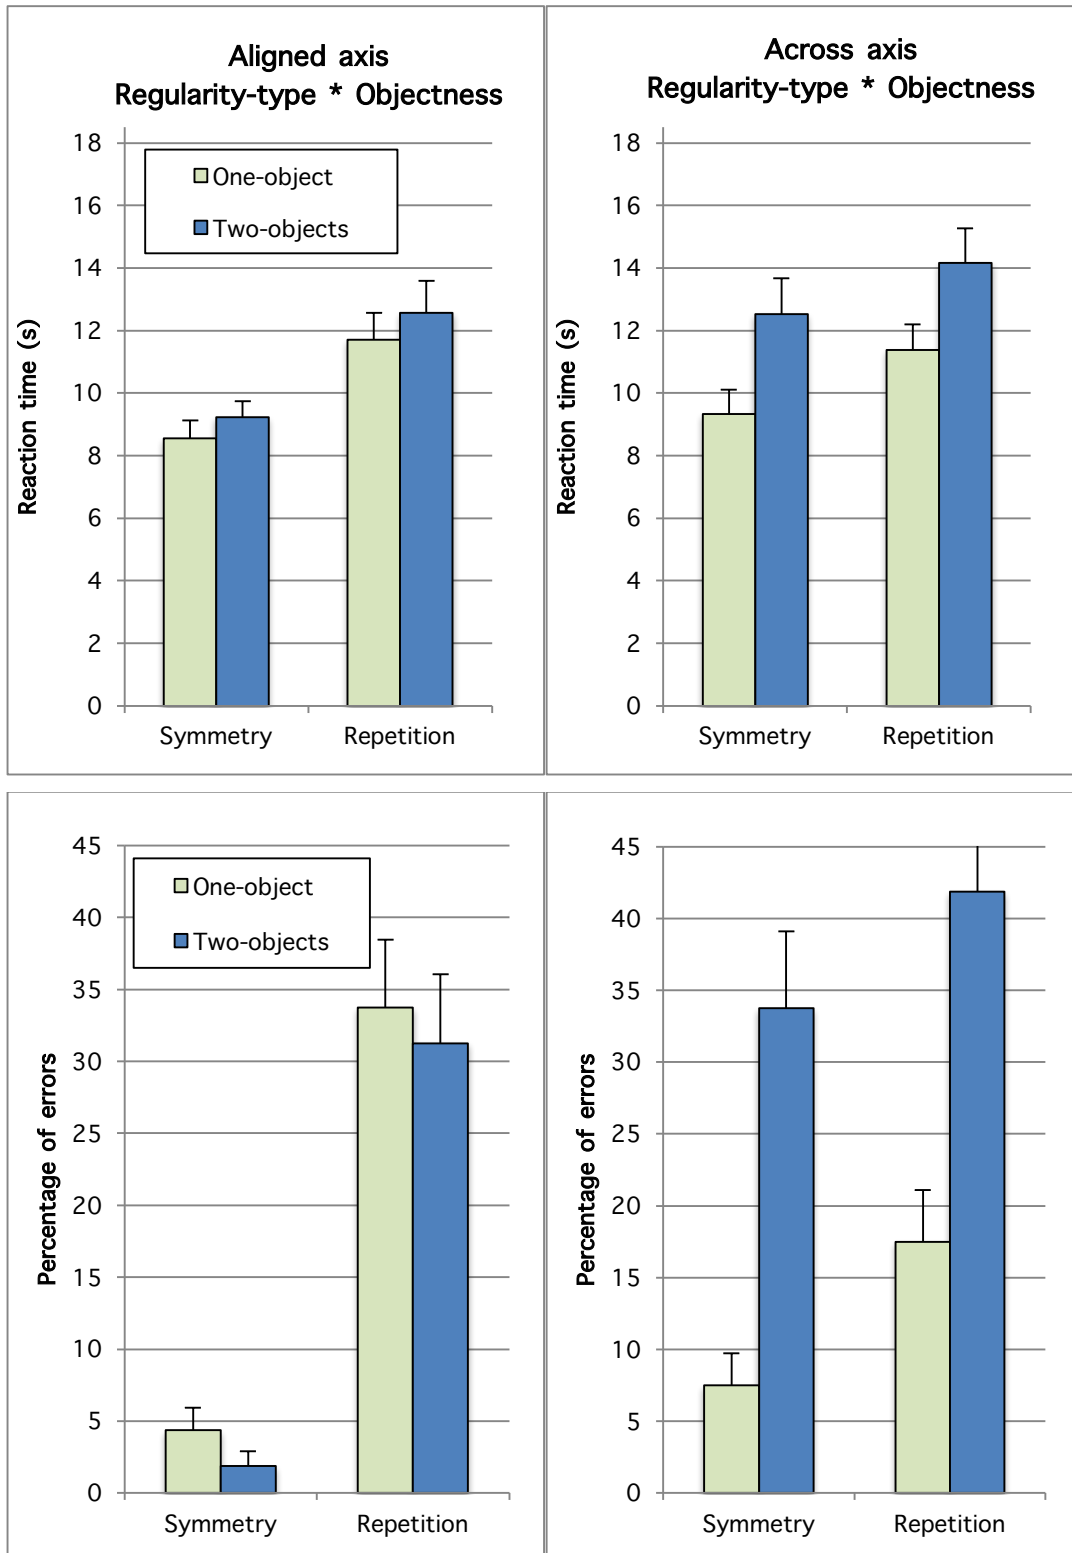 Aligned axis
Regularity-type * Objectness
18
16
14
12
10
8
6
4
2
0
Reaction time (s)
One-object
Two-objects
Symmetry
Repetition
Across axis
Regularity-type * Objectness
18
16
14
12
10
8
6
4
2
0
Reaction time (s)
Symmetry
Repetition
45
40
35
30
25
20
15
10
5
0
Percentage of errors
One-object
Two-objects
Symmetry
Repetition
45
40
35
30
25
20
15
10
5
0
Percentage of errors
Symmetry
Repetition